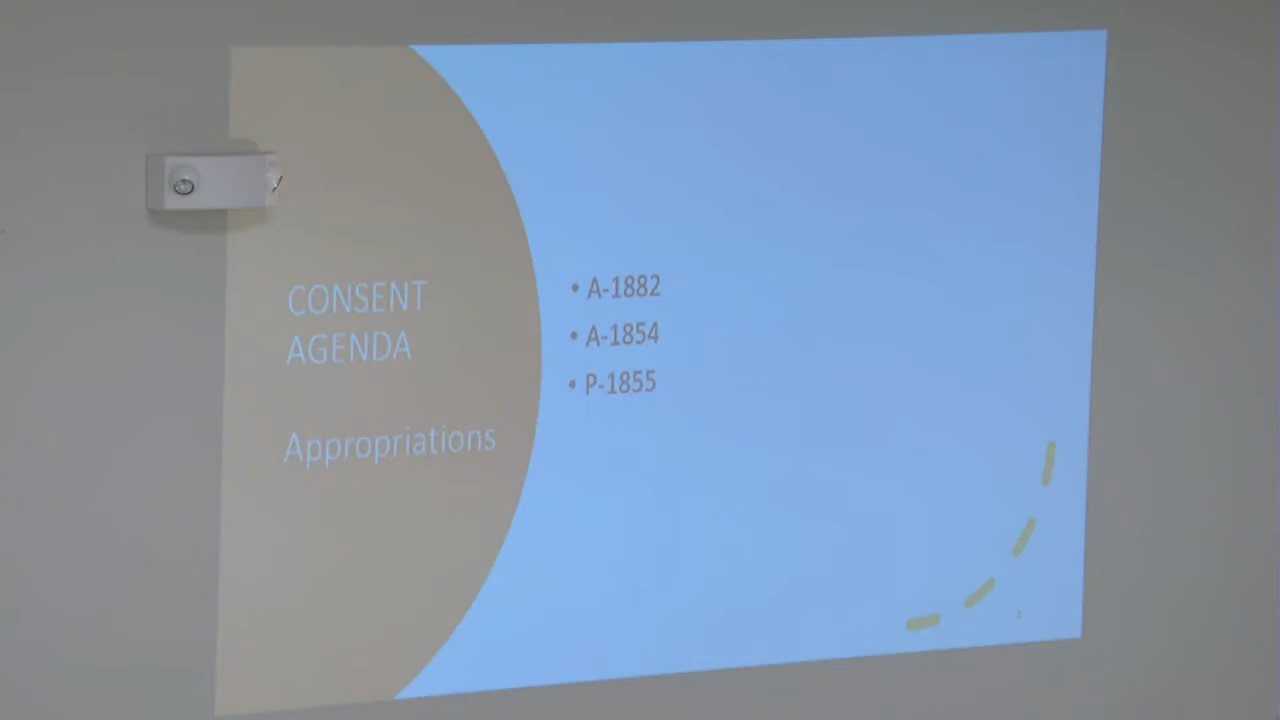 CONSENT
AGENDA
Appropriations
• A-1882
• A-1854
• P-1855